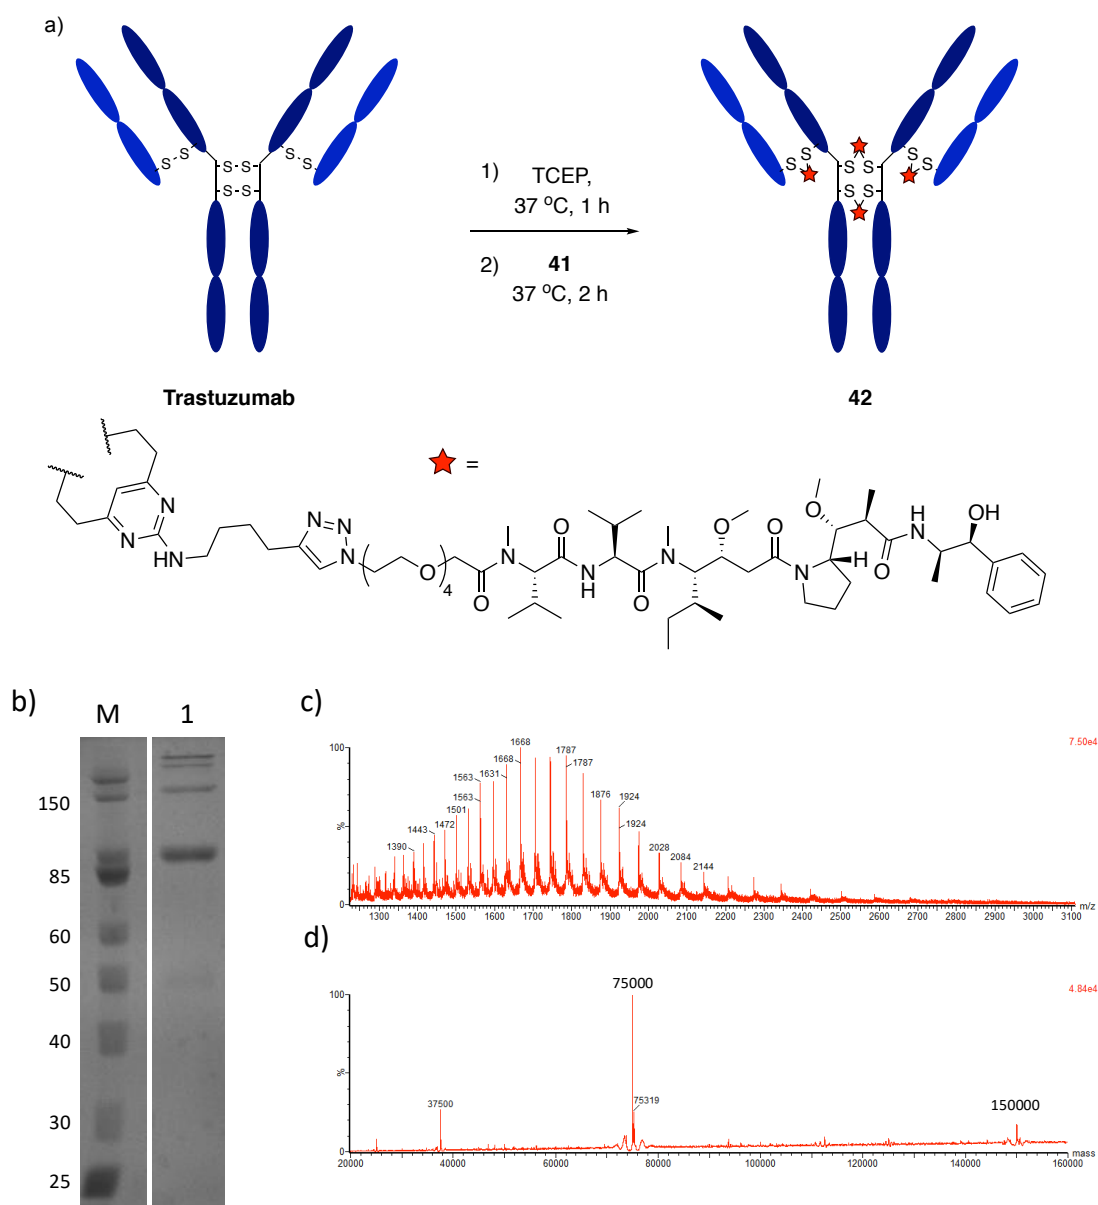 a)
S-S
S-S
S-S
S-S
1) TCEP,
37 °C, 1 h
2) 41
37 °C, 2 h
S S
S S
S S
S S
Trastuzumab
42
=
N
N
HN
N=N
N
O
4
O
N
O
N
H
O
N
O
O
N
O
H
O
H
N
OH
b)
M 1
150
85
60
50
40
30
25
c)
7.50e4
100
%
0
1390
1443
1472
1501
1563
1563
1631
1668
1668
1787
1787
1876
1924
1924
2028
2084
2144
1300 1400 1500 1600 1700 1800 1900 2000 2100 2200 2300 2400 2500 2600 2700 2800 2900 3000 3100
m/z
d)
4.84e4
100
%
0
37500
75000
75319
150000
20000 40000 60000 80000 100000 120000 140000 160000
mass